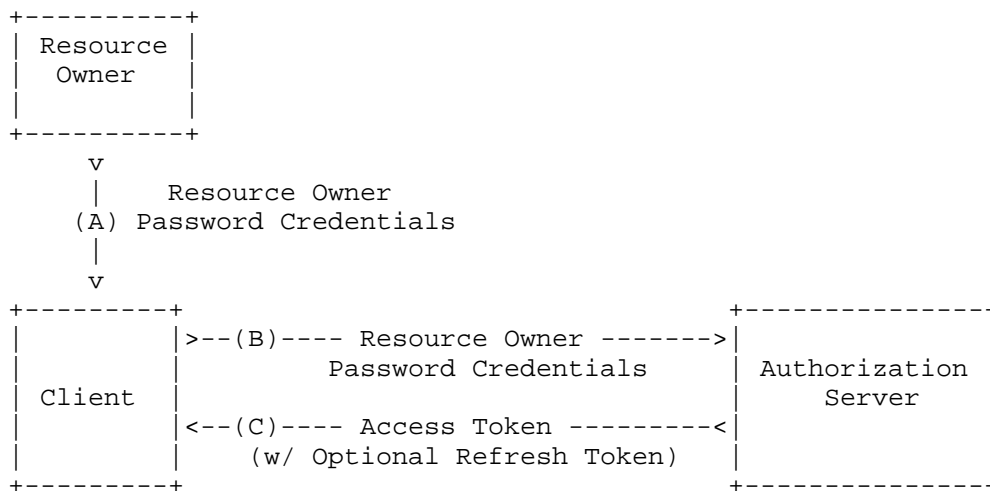 +----------+
| Resource |
|  Owner   |
|          |
+----------+
     v
     |    Resource Owner
    (A) Password Credentials
     |
     v
+---------+                                  +---------------
|         |>--(B)---- Resource Owner ------->|
|         |         Password Credentials     | Authorization
| Client  |                                  |     Server
|         |<--(C)---- Access Token ---------<|
|         |    (w/ Optional Refresh Token)   |
+---------+                                  +---------------